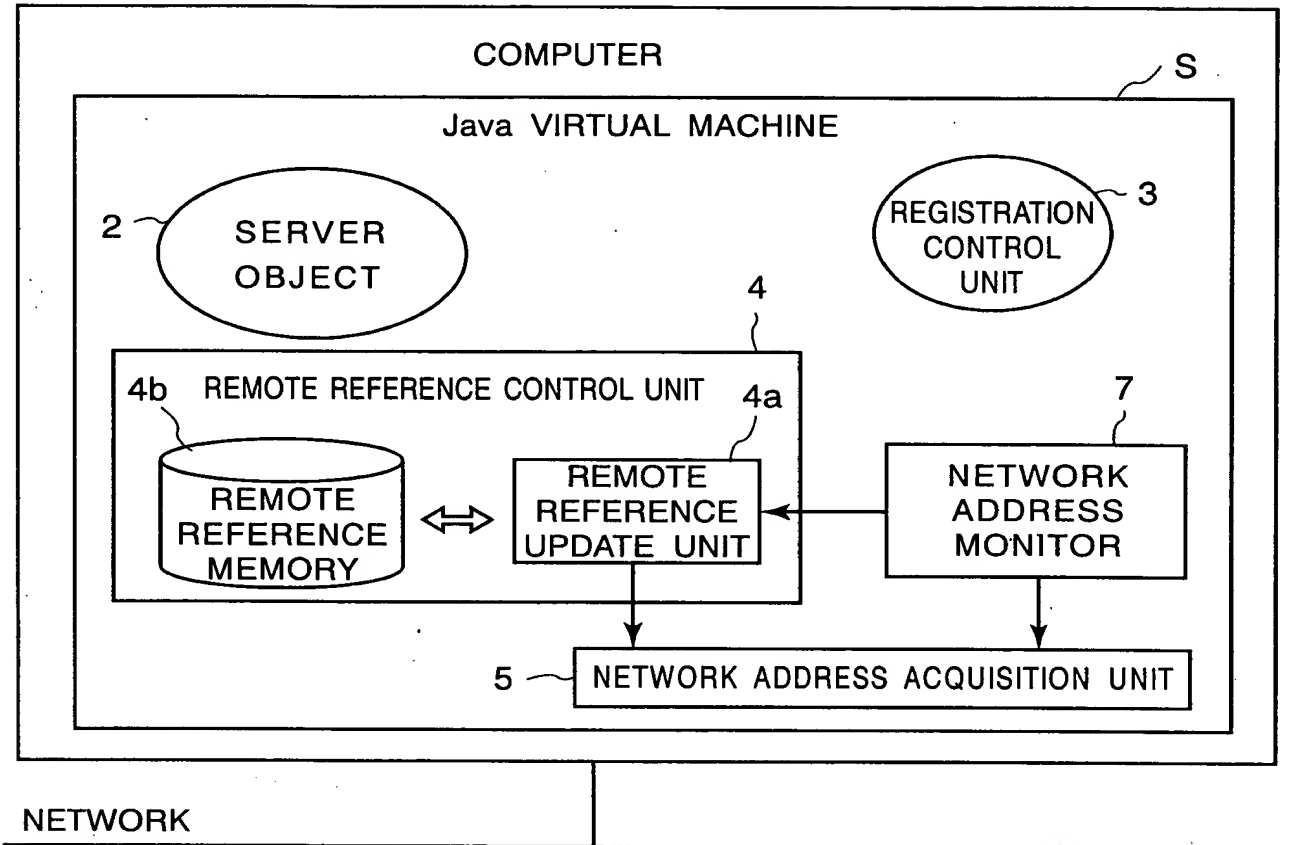 COMPUTER
S
Java VIRTUAL MACHINE
2
SERVER
OBJECT
3
REGISTRATION
CONTROL
UNIT
4
REMOTE REFERENCE CONTROL UNIT
4b
4a
7
REMOTE
REFERENCE
MEMORY
REMOTE
REFERENCE
UPDATE UNIT
NETWORK
ADDRESS
MONITOR
5
NETWORK ADDRESS ACQUISITION UNIT
NETWORK